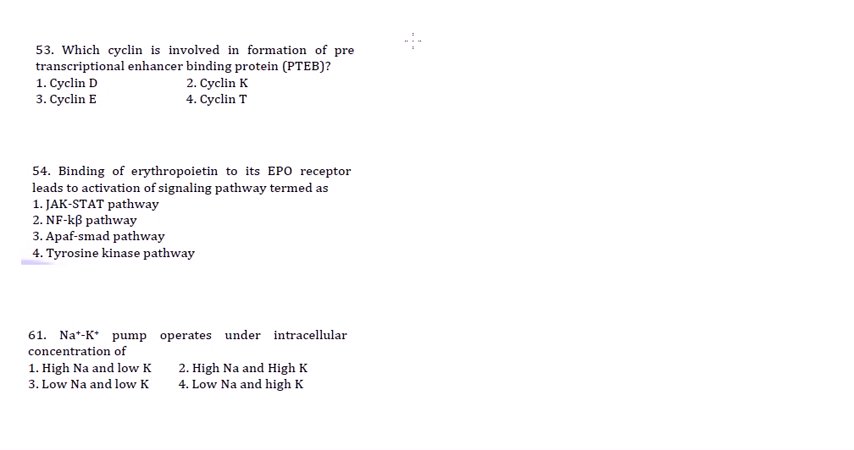 53. Which cyclin is involved in formation of pre
transcriptional enhancer binding protein (PTEB)?
1. Cyclin D 2. Cyclin K
3. Cyclin E 4. Cyclin T
54. Binding of erythropoietin to its EPO receptor
leads to activation of signaling pathway termed as
1. JAK-STAT pathway
2. NF-kβ pathway
3. Apaf-smad pathway
4. Tyrosine kinase pathway
61. Na⁺-K⁺ pump operates under intracellular
concentration of
1. High Na and low K 2. High Na and High K
3. Low Na and low K 4. Low Na and high K